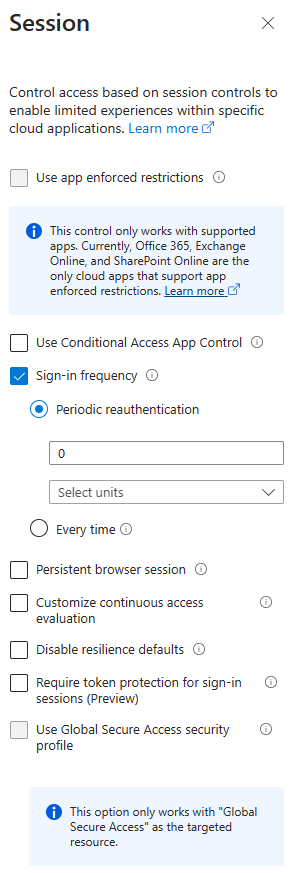 Session
Control access based on session controls to
enable limited experiences within specific
cloud applications. Learn more
Use app enforced restrictions
This control only works with supported
apps. Currently, Office 365, Exchange
Online, and SharePoint Online are the
only cloud apps that support app
enforced restrictions. Learn more
Use Conditional Access App Control
Sign-in frequency
Periodic reauthentication
0
Select units
Every time
Persistent browser session
Customize continuous access
evaluation
Disable resilience defaults
Require token protection for sign-in
sessions (Preview)
Use Global Secure Access security
profile
This option only works with "Global
Secure Access" as the targeted
resource.